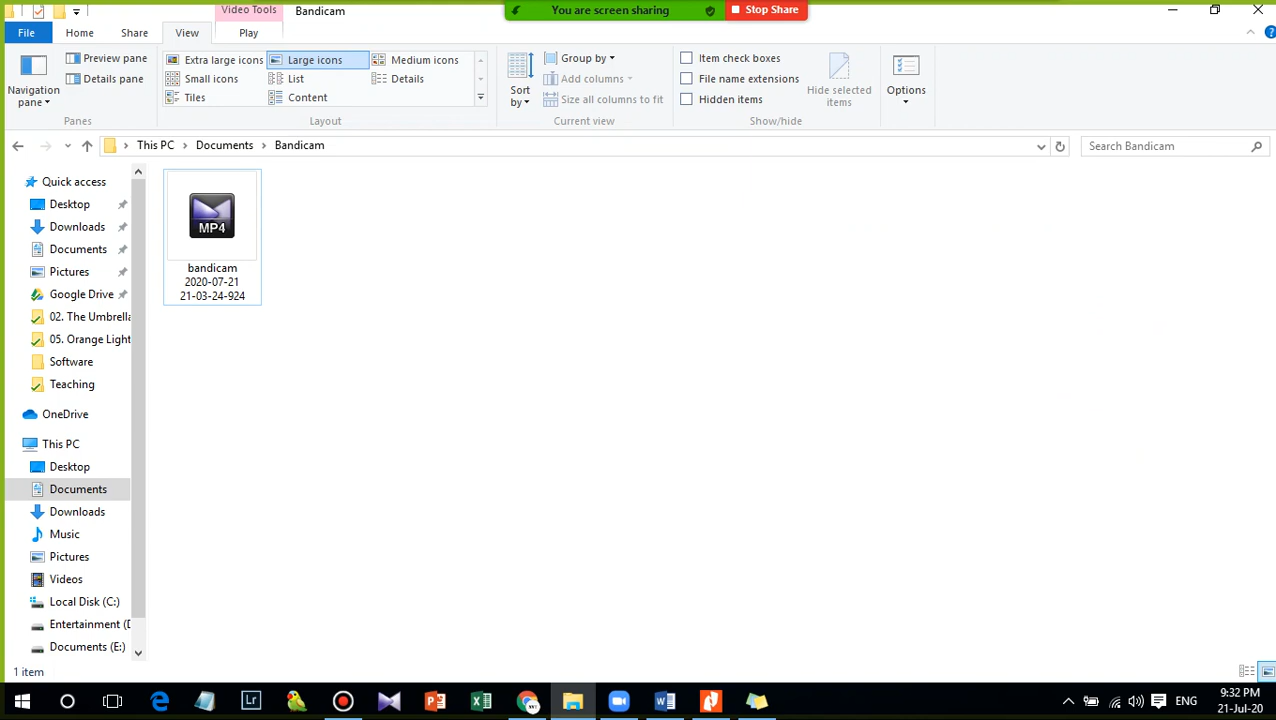 Video Tools
Bandicam
You are screen sharing
Stop Share
File
Home
Share
View
Play
Navigation
pane
Preview pane
Details pane
Panes
Extra large icons
Large icons
Medium icons
Small icons
List
Details
Tiles
Content
Layout
Sort
by
Group by
Add columns
Size all columns to fit
Current view
Item check boxes
File name extensions
Hidden items
Hide selected
items
Show/hide
Options
This PC
Documents
Bandicam
Search Bandicam
Quick access
Desktop
Downloads
Documents
Pictures
Google Drive
02. The Umbrella
05. Orange Light
Software
Teaching
OneDrive
This PC
Desktop
Documents
Downloads
Music
Pictures
Videos
Local Disk (C:)
Entertainment (D
Documents (E:)
MP4
bandicam
2020-07-21
21-03-24-924
1 item
Lr
ENG
9:32 PM
21-Jul-20